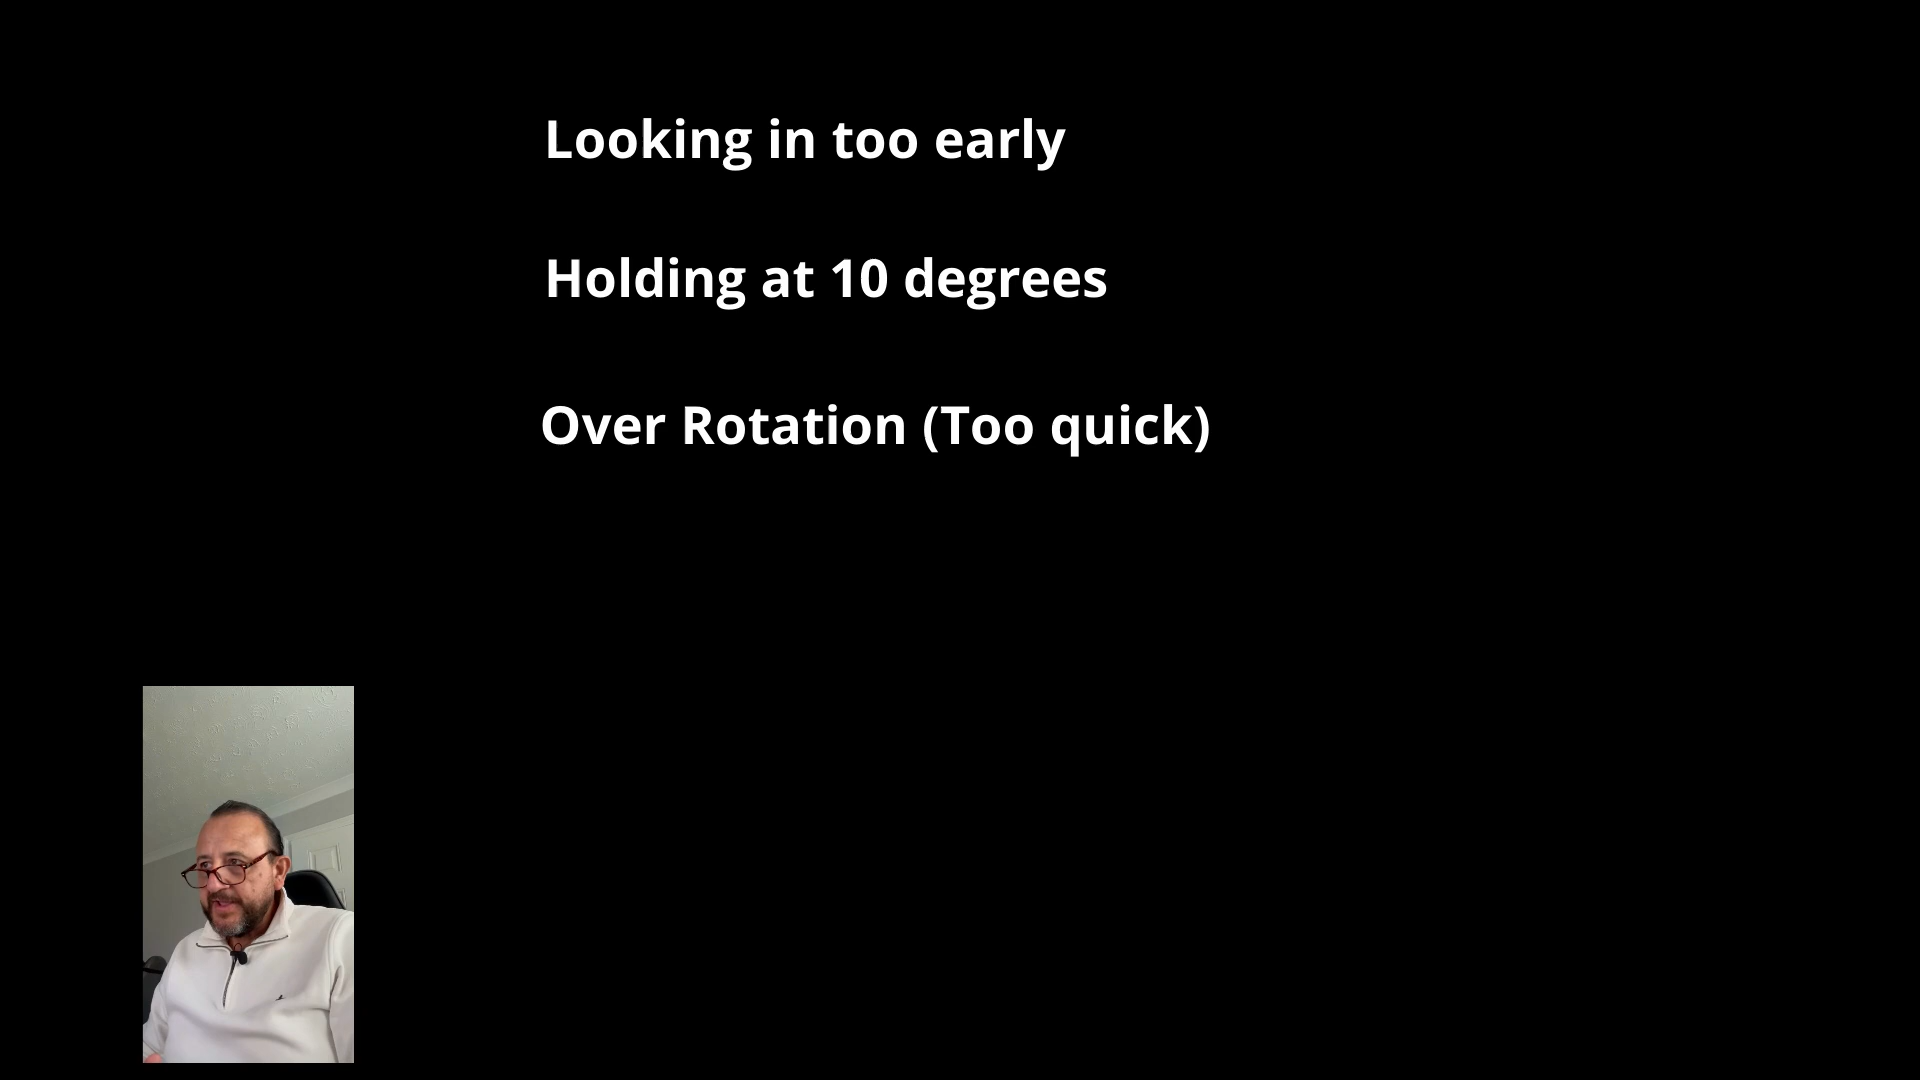 Looking in too early
Holding at 10 degrees
Over Rotation (Too quick)